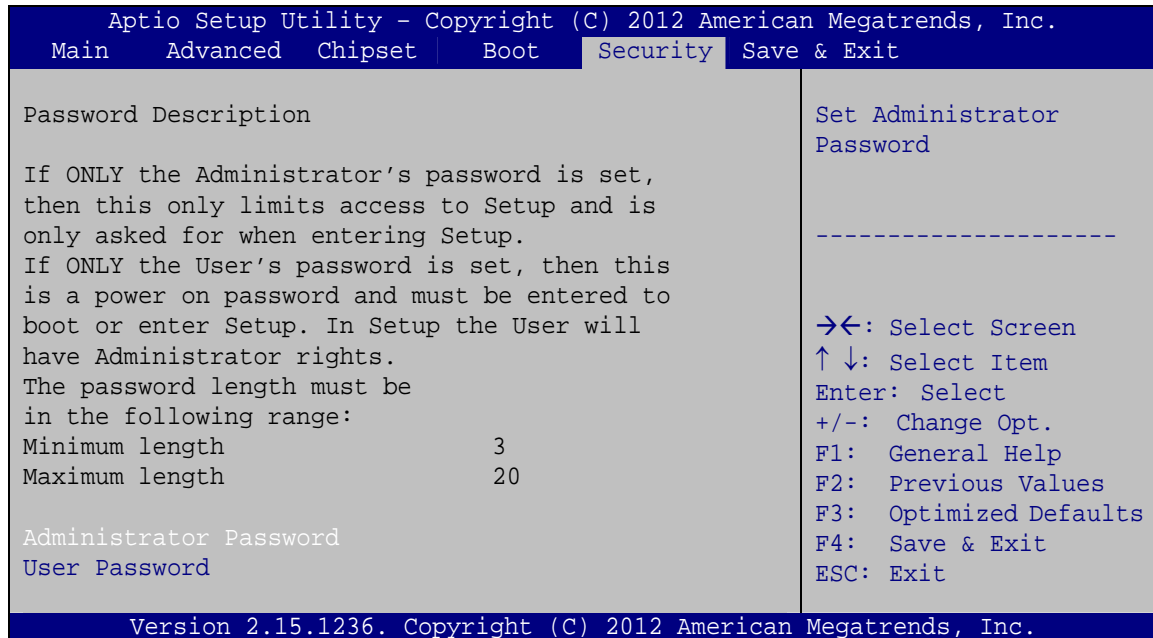 Aptio Setup Utility – Copyright (C) 2012 American Megatrends, Inc.
Main Advanced Chipset Boot Security Save & Exit
Password Description
If ONLY the Administrator’s password is set,
then this only limits access to Setup and is
only asked for when entering Setup.
If ONLY the User’s password is set, then this
is a power on password and must be entered to
boot or enter Setup. In Setup the User will
have Administrator rights.
The password length must be
in the following range:
Minimum length 3
Maximum length 20
Administrator Password
User Password
Set Administrator
Password
---------------------
→←: Select Screen
↑ ↓: Select Item
Enter: Select
+/-: Change Opt.
F1: General Help
F2: Previous Values
F3: Optimized Defaults
F4: Save & Exit
ESC: Exit
Version 2.15.1236. Copyright (C) 2012 American Megatrends, Inc.